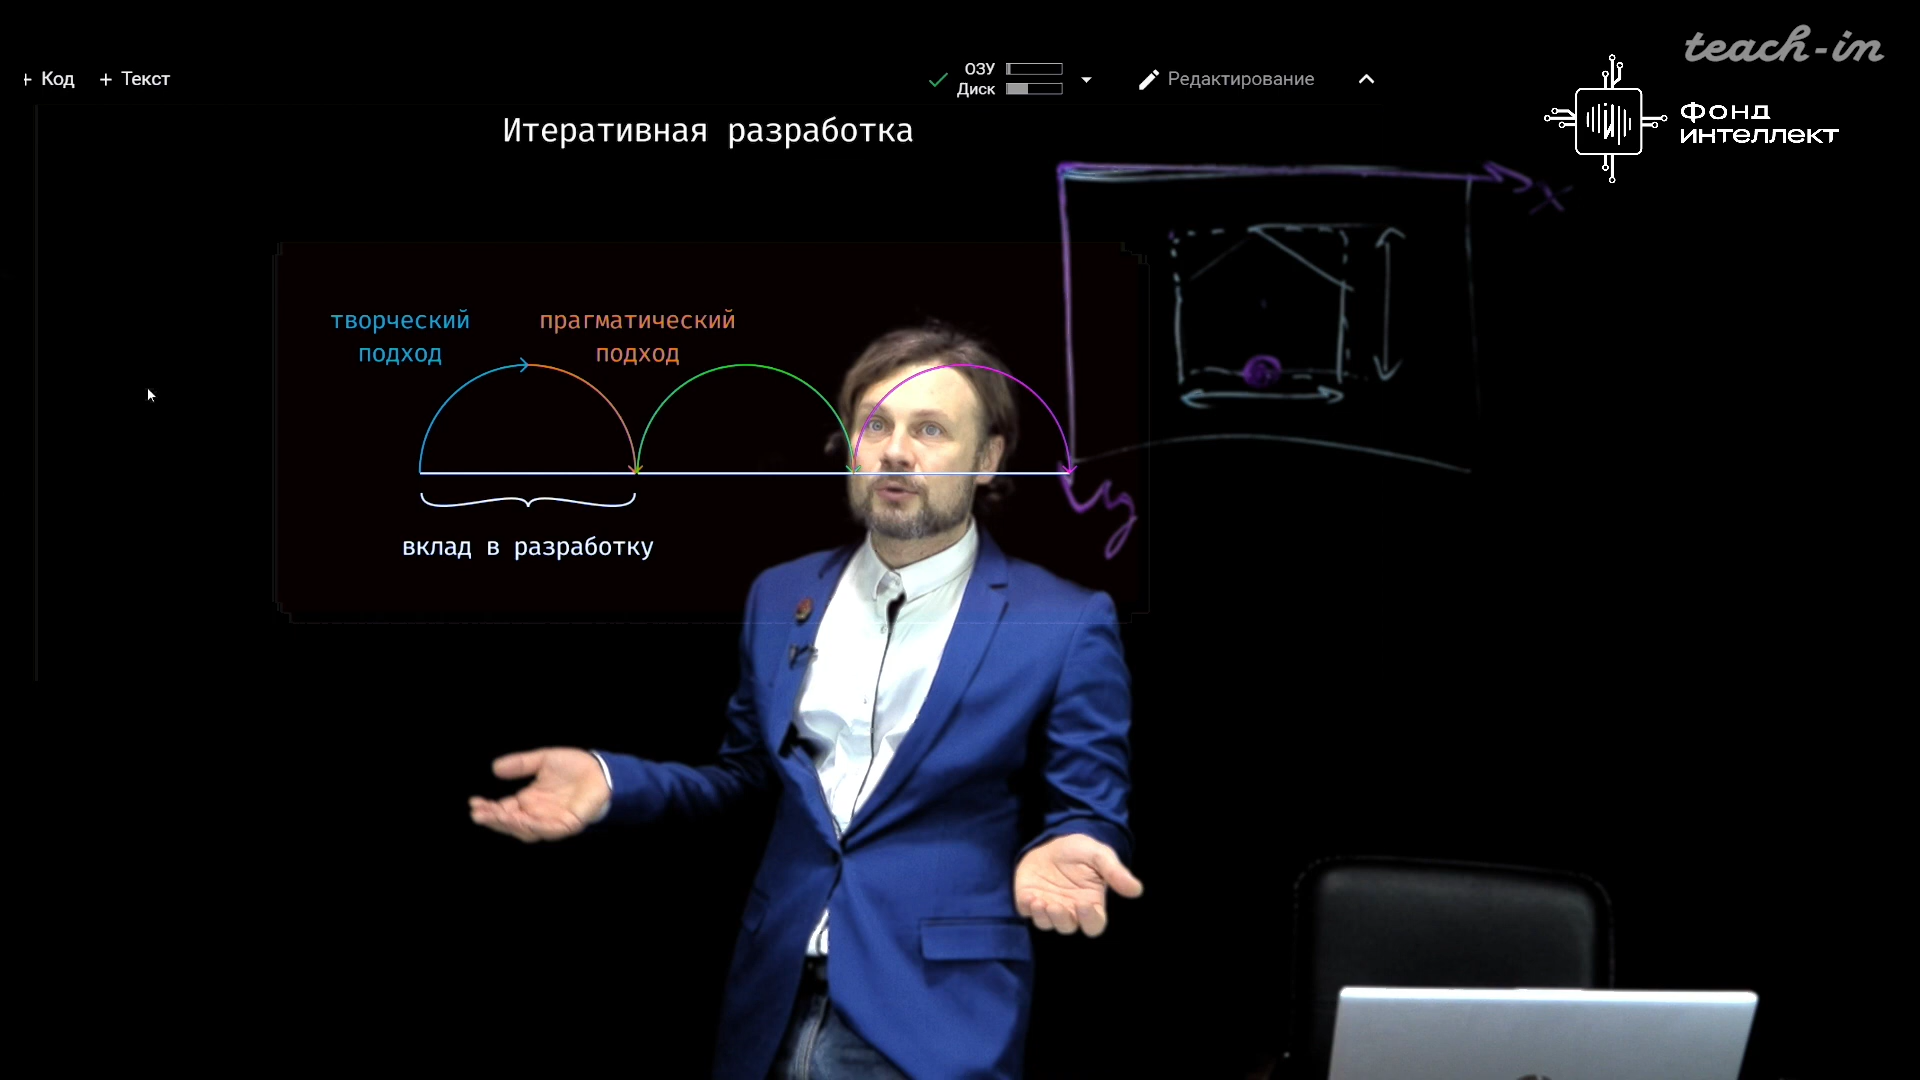 teach-in
+ Код + Текст
ОЗУ
Диск
Редактирование
Фонд
интеллект
Итеративная разработка
x
творческий
подход
прагматический
подход
y
вклад в разработку